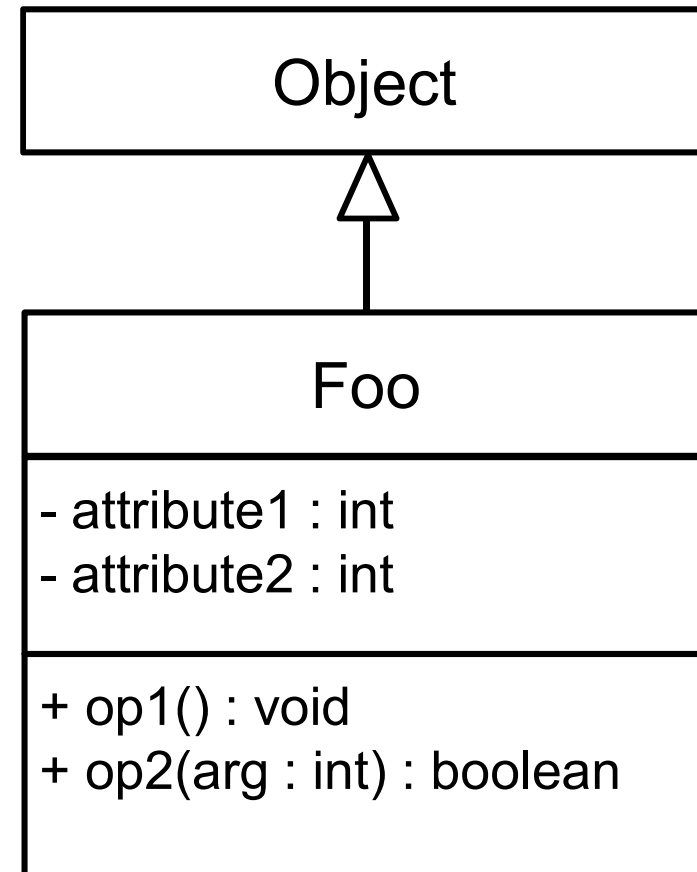 Object
Foo
- attribute1 : int
- attribute2 : int
+ op1() : void
+ op2(arg : int) : boolean